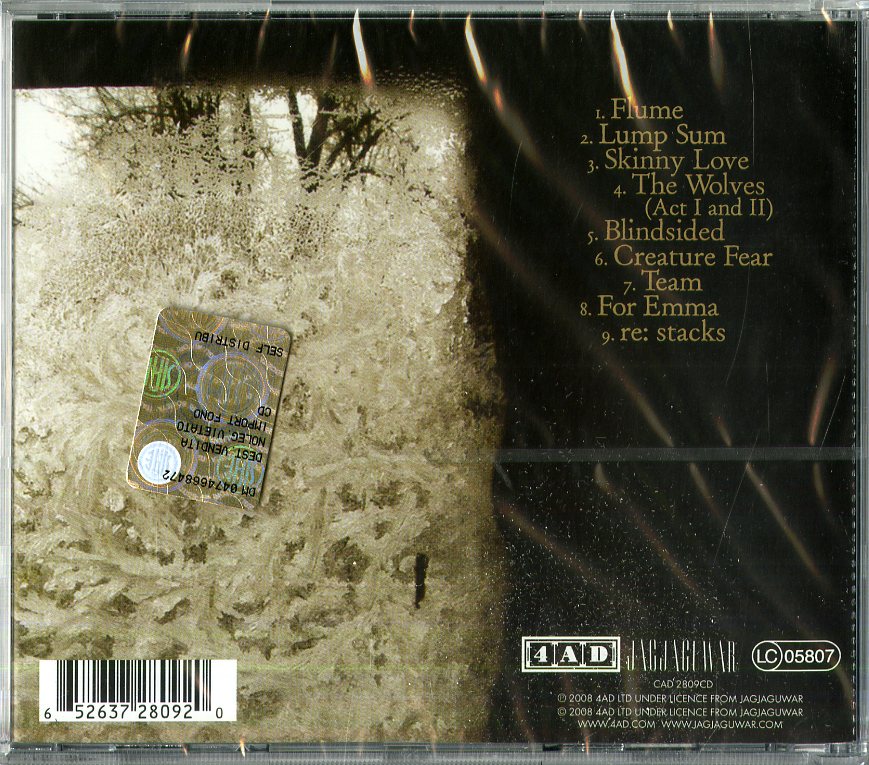 1. Flume
2. Lump Sum
3. Skinny Love
4. The Wolves
(Act I and II)
5. Blindsided
6. Creature Fear
7. Team
8. For Emma
9. re: stacks
SELF DISTRIBU
CD
IMPORT FONO
NOLEG.VIETATO
DEST.VENDITA
DM 0474668472
4AD JAGJAGUWAR LC 05807
CAD 2809CD
℗ 2008 4AD LTD UNDER LICENCE FROM JAGJAGUWAR
© 2008 4AD LTD UNDER LICENCE FROM JAGJAGUWAR
WWW.4AD.COM WWW.JAGJAGUWAR.COM
6 52637 28092 0